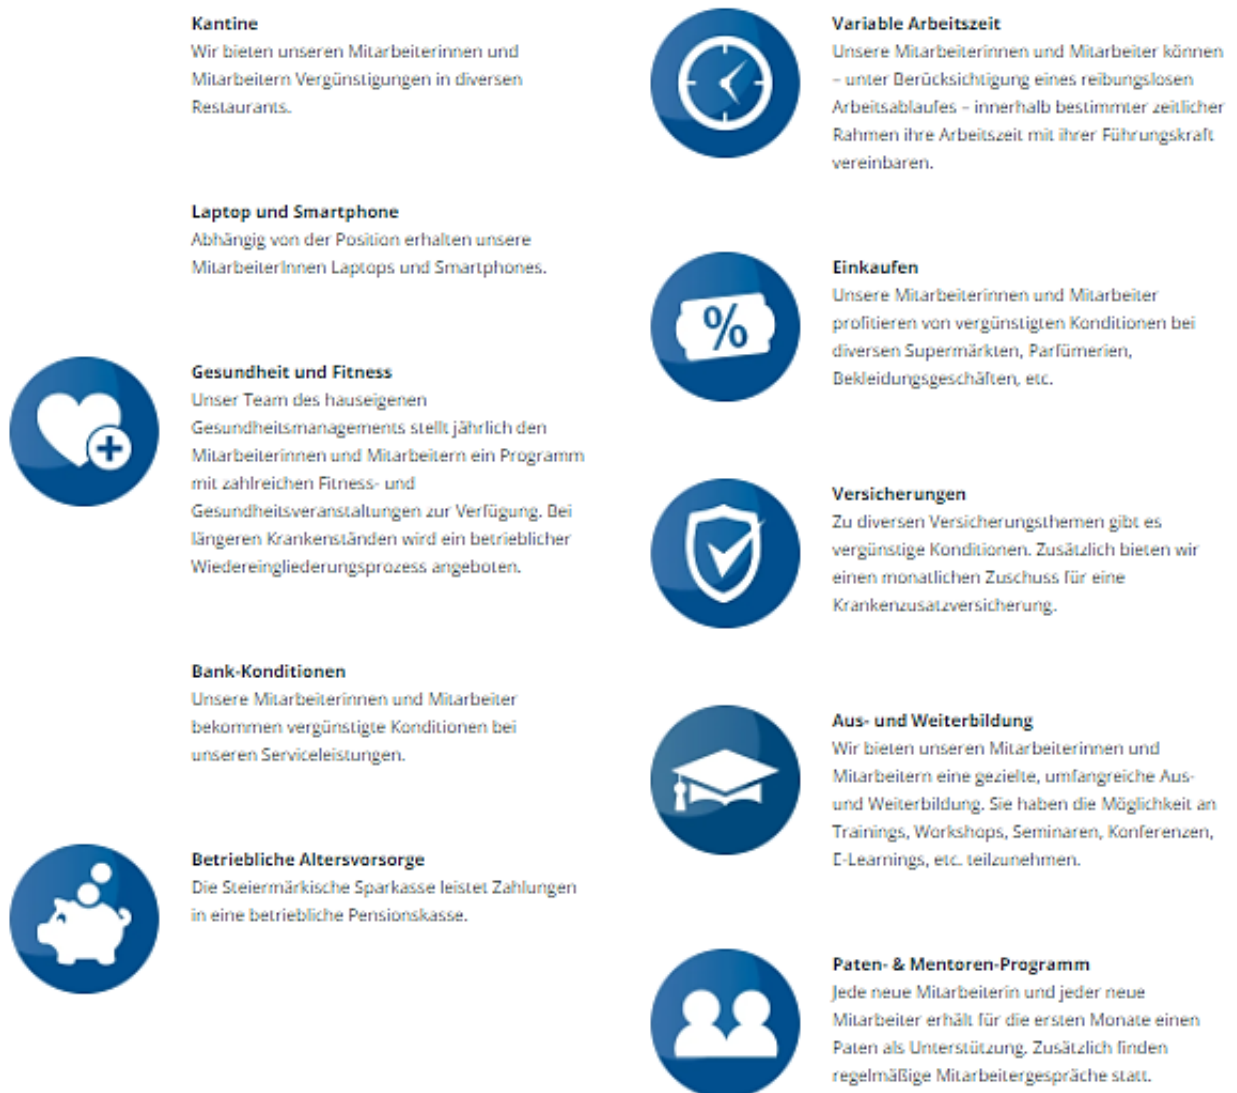 Kantine
Wir bieten unseren Mitarbeiterinnen und
Mitarbeitern Vergünstigungen in diversen
Restaurants.
Laptop und Smartphone
Abhängig von der Position erhalten unsere
MitarbeiterInnen Laptops und Smartphones.
Gesundheit und Fitness
Unser Team des hauseigenen
Gesundheitsmanagements stellt jährlich den
Mitarbeiterinnen und Mitarbeitern ein Programm
mit zahlreichen Fitness- und
Gesundheitsveranstaltungen zur Verfügung. Bei
längeren Krankenständen wird ein betrieblicher
Wiedereingliederungsprozess angeboten.
Bank-Konditionen
Unsere Mitarbeiterinnen und Mitarbeiter
bekommen vergünstigte Konditionen bei
unseren Serviceleistungen.
Betriebliche Altersvorsorge
Die Steiermärkische Sparkasse leistet Zahlungen
in eine betriebliche Pensionskasse.
Variable Arbeitszeit
Unsere Mitarbeiterinnen und Mitarbeiter können
– unter Berücksichtigung eines reibungslosen
Arbeitsablaufes – innerhalb bestimmter zeitlicher
Rahmen ihre Arbeitszeit mit ihrer Führungskraft
vereinbaren.
%
Einkaufen
Unsere Mitarbeiterinnen und Mitarbeiter
profitieren von vergünstigten Konditionen bei
diversen Supermärkten, Parfümerien,
Bekleidungsgeschäften, etc.
Versicherungen
Zu diversen Versicherungsthemen gibt es
vergünstige Konditionen. Zusätzlich bieten wir
einen monatlichen Zuschuss für eine
Krankenzusatzversicherung.
Aus- und Weiterbildung
Wir bieten unseren Mitarbeiterinnen und
Mitarbeitern eine gezielte, umfangreiche Aus-
und Weiterbildung. Sie haben die Möglichkeit an
Trainings, Workshops, Seminaren, Konferenzen,
E-Learnings, etc. teilzunehmen.
Paten- & Mentoren-Programm
Jede neue Mitarbeiterin und jeder neue
Mitarbeiter erhält für die ersten Monate einen
Paten als Unterstützung. Zusätzlich finden
regelmäßige Mitarbeitergespräche statt.